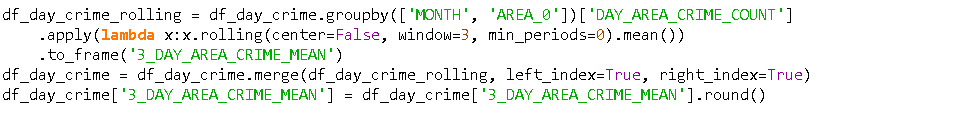 df_day_crime_rolling = df_day_crime.groupby(['MONTH', 'AREA_0'])['DAY_AREA_CRIME_COUNT']
    .apply(lambda x:x.rolling(center=False, window=3, min_periods=0).mean())
    .to_frame('3_DAY_AREA_CRIME_MEAN')
df_day_crime = df_day_crime.merge(df_day_crime_rolling, left_index=True, right_index=True)
df_day_crime['3_DAY_AREA_CRIME_MEAN'] = df_day_crime['3_DAY_AREA_CRIME_MEAN'].round()